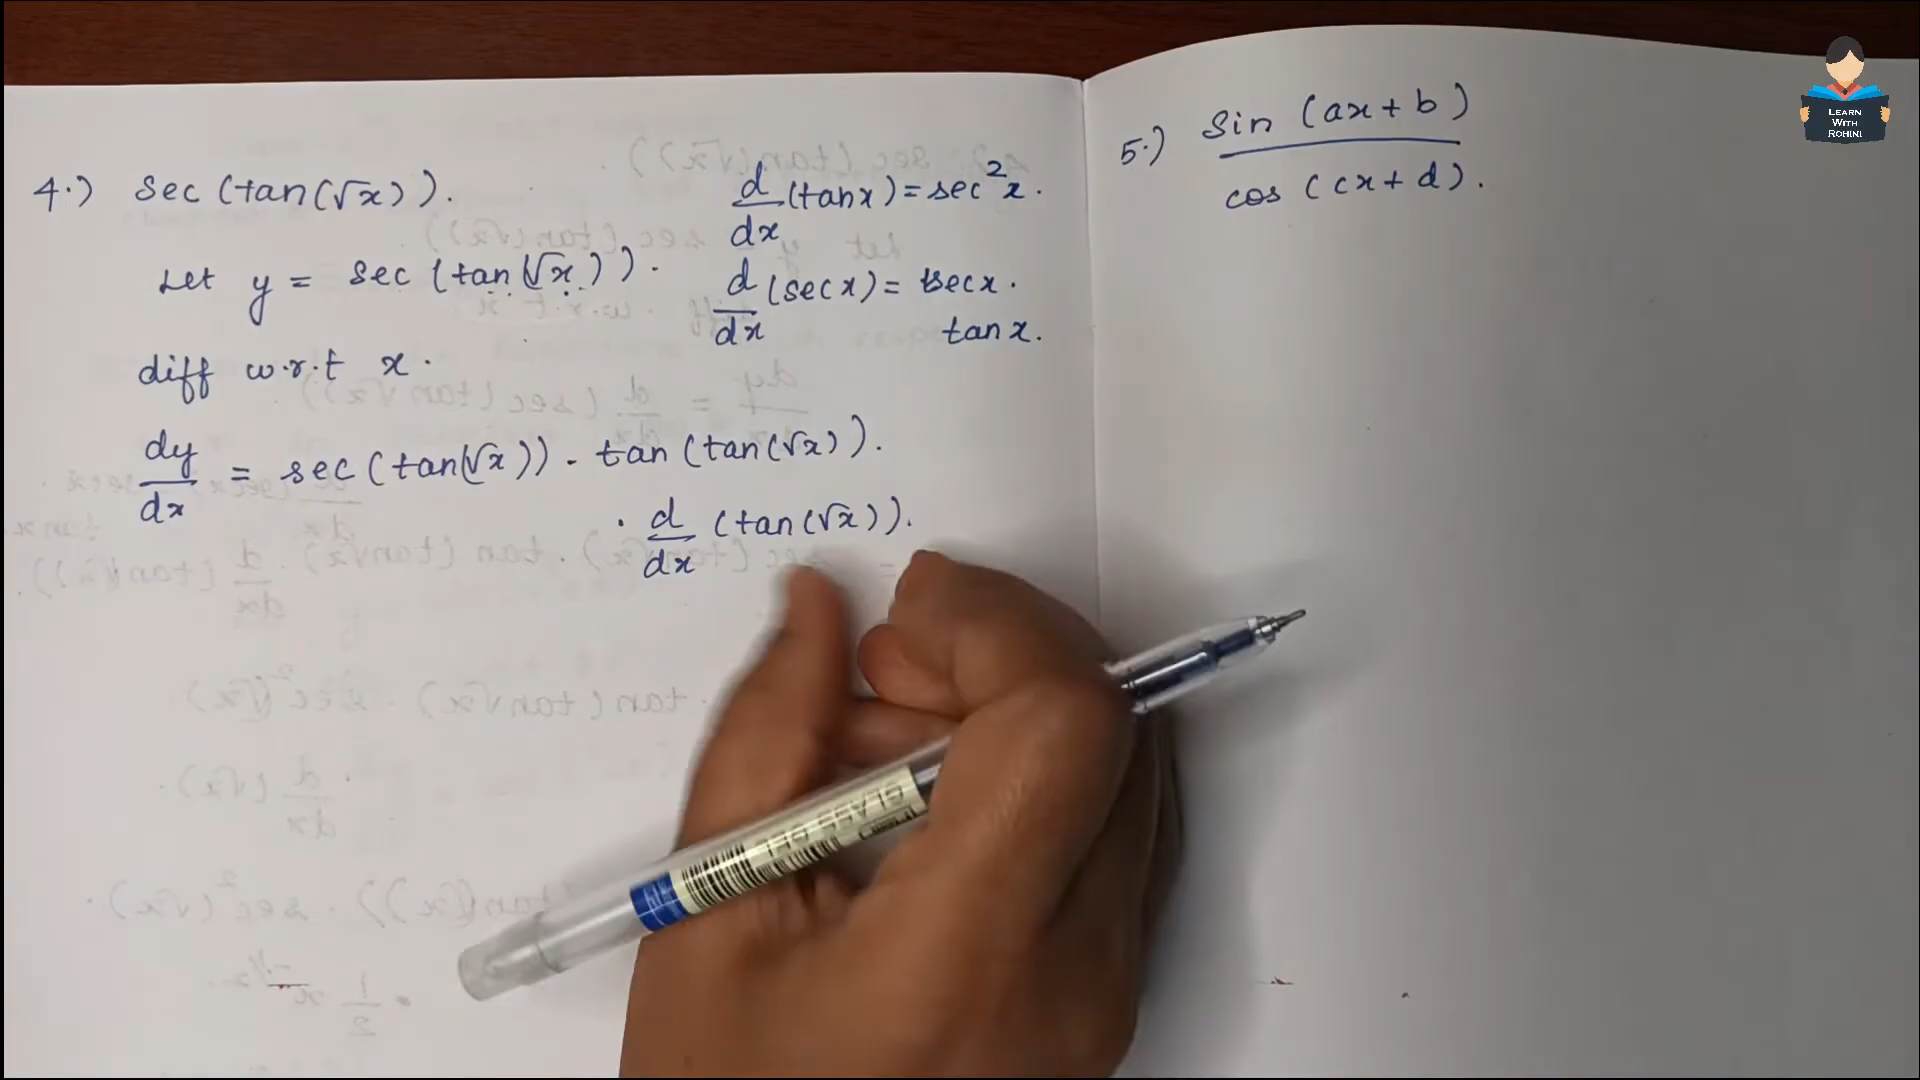 4.) sec (tan(√x)).
Let y = sec (tan(√x)).
diff w.r.t x.
dy/dx = sec (tan(√x)) . tan (tan(√x)).
. d/dx (tan(√x)).
d/dx (tanx) = sec²x.
d/dx (secx) = secx.
tanx.
5.) Sin (ax+b)
cos (cx+d).
LEARN
WITH
ROHINI